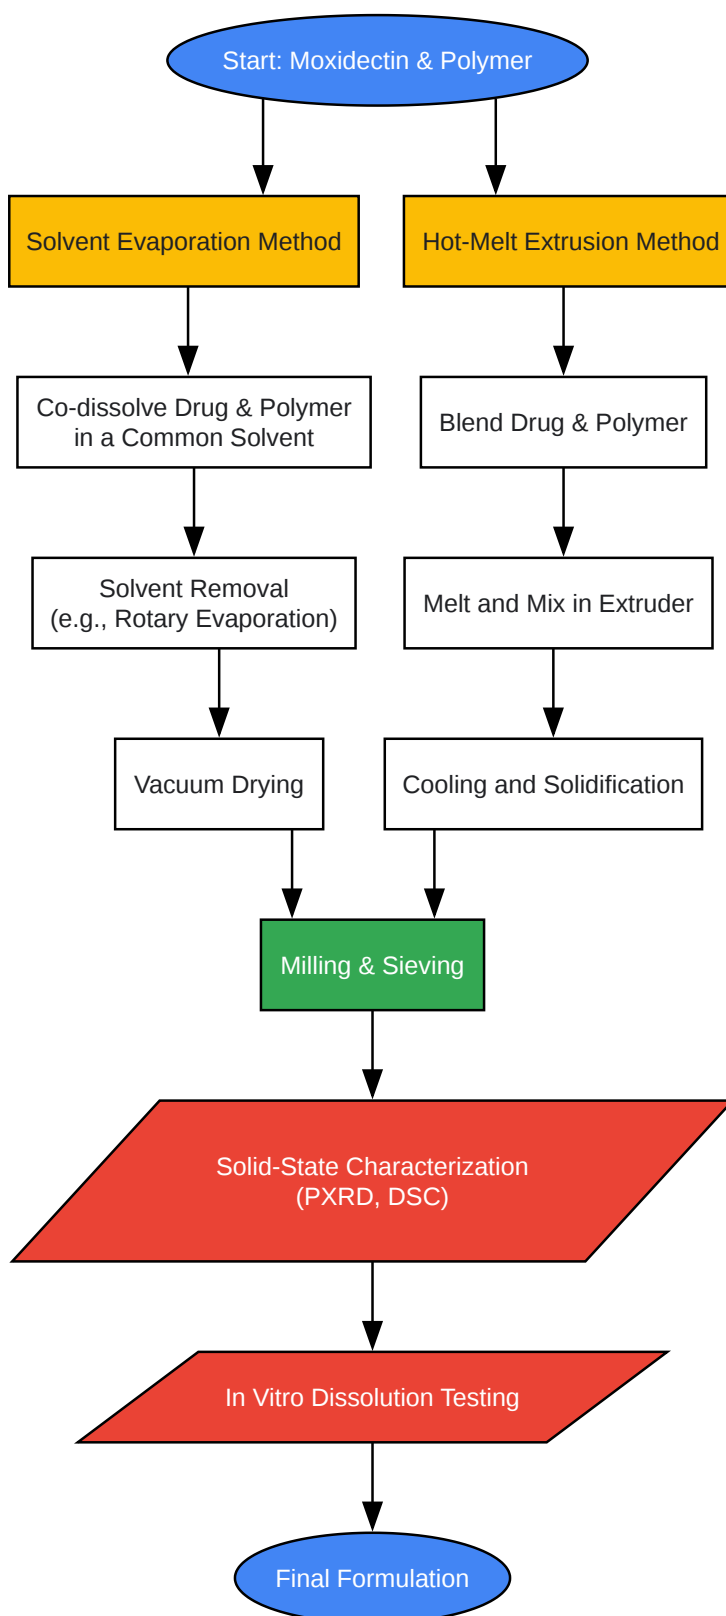 Start: Moxidectin & Polymer
Solvent Evaporation Method
Hot-Melt Extrusion Method
Co-dissolve Drug & Polymer
in a Common Solvent
Blend Drug & Polymer
Solvent Removal
(e.g., Rotary Evaporation)
Melt and Mix in Extruder
Vacuum Drying
Cooling and Solidification
Milling & Sieving
Solid-State Characterization
(PXRD, DSC)
In Vitro Dissolution Testing
Final Formulation